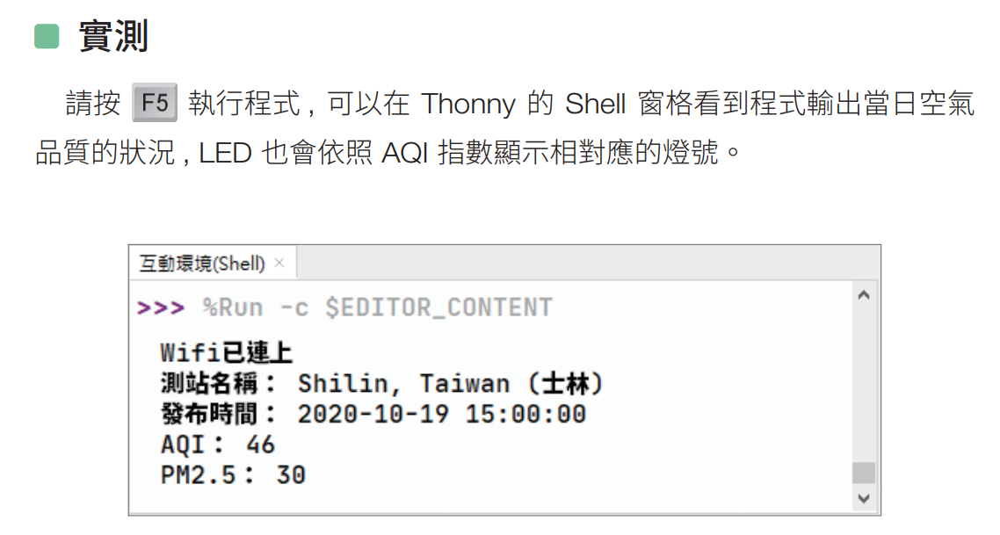 實測
請按 F5 執行程式, 可以在 Thonny 的 Shell 窗格看到程式輸出當日空氣
品質的狀況, LED 也會依照 AQI 指數顯示相對應的燈號。
互動環境(Shell) ×
>>> %Run -c $EDITOR_CONTENT
Wifi已連上
測站名稱： Shilin, Taiwan (士林)
發布時間： 2020-10-19 15:00:00
AQI： 46
PM2.5： 30